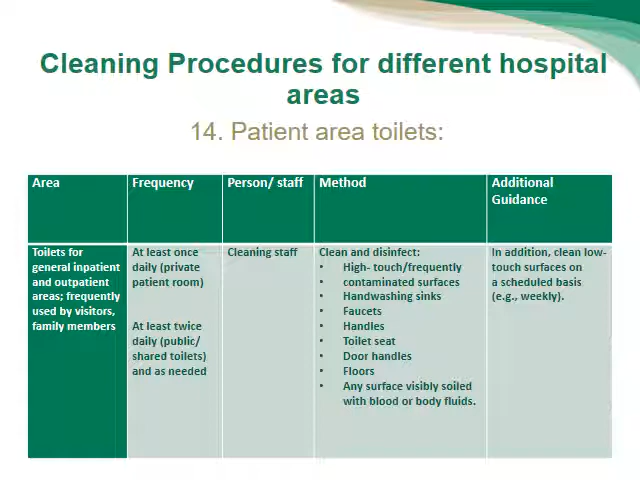 Cleaning Procedures for different hospital
areas
14. Patient area toilets:
Area
Frequency
Person/ staff
Method
Additional
Guidance
Toilets for
general inpatient
and outpatient
areas; frequently
used by visitors,
family members
At least once
daily (private
patient room)
At least twice
daily (public/
shared toilets)
and as needed
Cleaning staff
Clean and disinfect:
• High- touch/frequently
• contaminated surfaces
• Handwashing sinks
• Faucets
• Handles
• Toilet seat
• Door handles
• Floors
• Any surface visibly soiled
with blood or body fluids.
In addition, clean low-
touch surfaces on
a scheduled basis
(e.g., weekly).